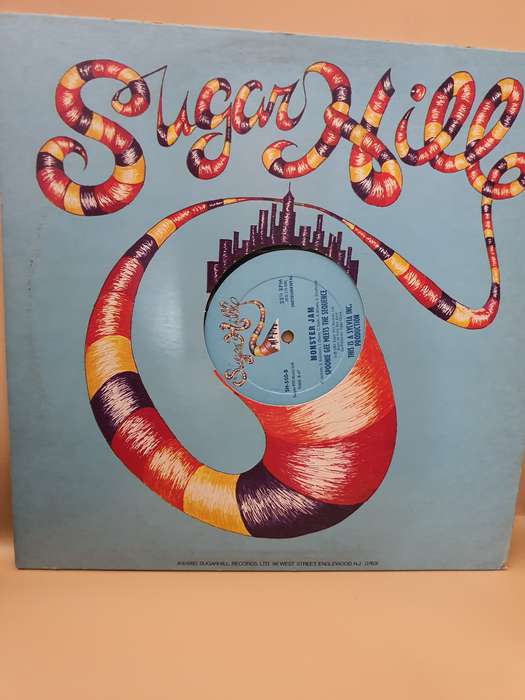 Sugar Hill
Sugar Hill
33⅓ RPM
INSTRUMENTAL
SH-550-B
MONSTER JAM
SPOONIE GEE MEETS THE SEQUENCE
THIS IS A SYLVIA INC.
PRODUCTION
SUGARHILL RECORDS, LTD. 96 WEST STREET, ENGLEWOOD, N.J. 07631